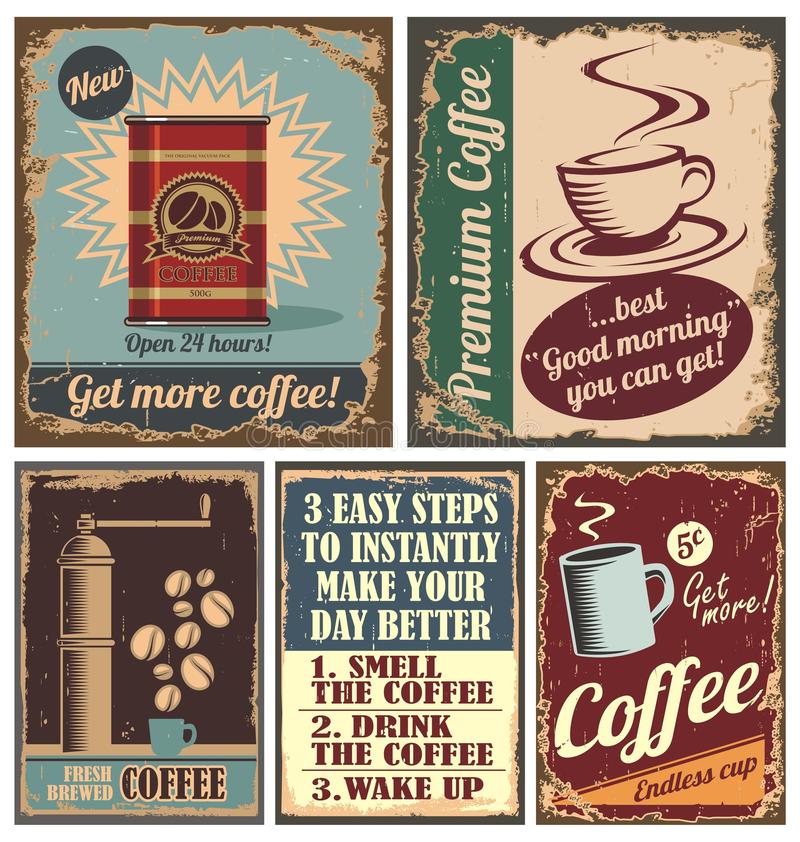 New
THE ORIGINAL VACUUM PACK
Premium
COFFEE
500G
Open 24 hours!
Get more coffee!
Premium Coffee
...best
"Good morning"
you can get!
FRESH
BREWED COFFEE
3 EASY STEPS
TO INSTANTLY
MAKE YOUR
DAY BETTER
1. SMELL
THE COFFEE
2. DRINK
THE COFFEE
3. WAKE UP
5¢
Get
more!
Coffee
Endless cup
dreamstime